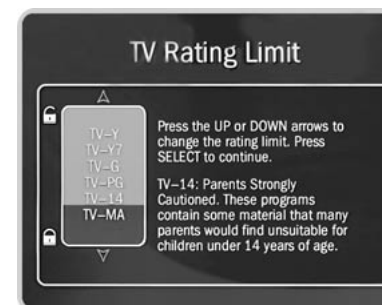 TV Rating Limit
TV–Y
TV–Y7
TV–G
TV–PG
TV–14
TV–MA
Press the UP or DOWN arrows to
change the rating limit. Press
SELECT to continue.
TV–14: Parents Strongly
Cautioned. These programs
contain some material that many
parents would find unsuitable for
children under 14 years of age.